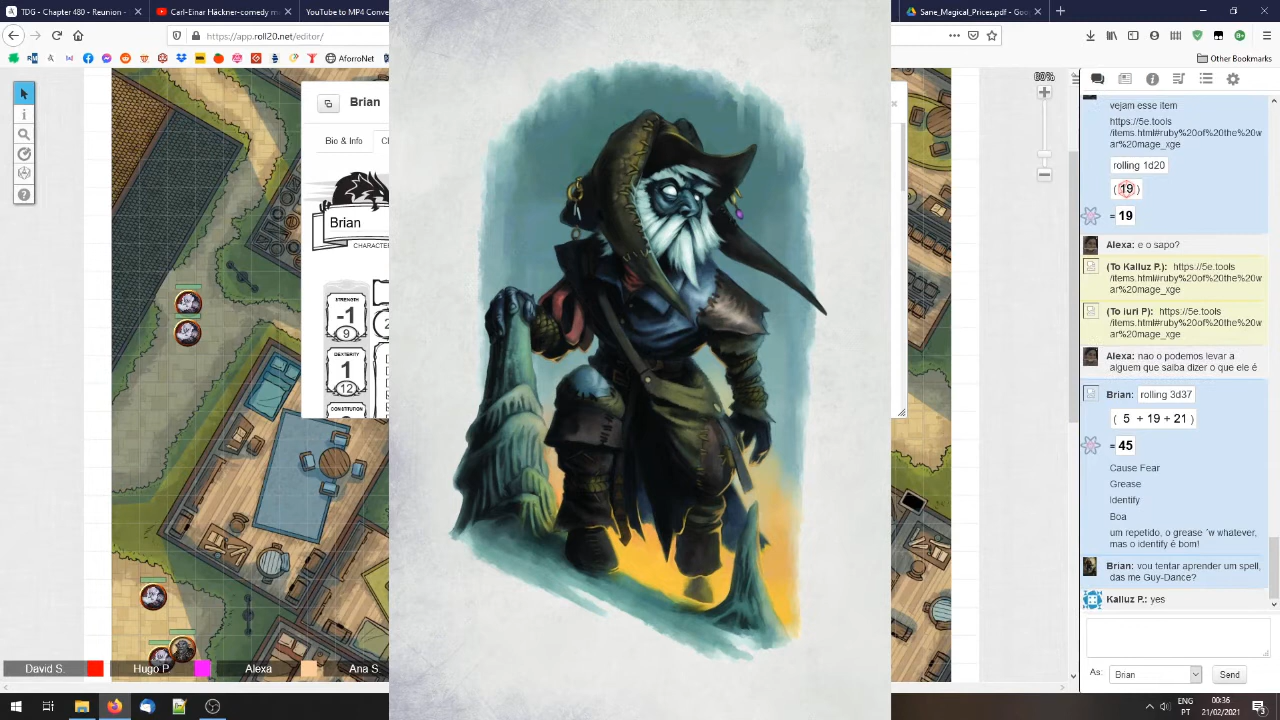 TDG - Chapter 480 - Reunion
Carl-Einar Häckner-comedy m
YouTube to MP4 Conve
Sane_Magical_Prices.pdf - Goo
https://app.roll20.net/editor/
AforroNet
Other Bookmarks
80%
Brian
Bio & Info
Brian
CHARACTE
STRENGTH
-1
9
DEXTERITY
1
12
CONSTITUTION
vejam esse item
https://5e.tools
/items.html#ruby%20of%20the%20w
ar%20mage_xge
rolling 1d20
(19)
= 19
Alexa: e o sapo?
(To Kalluz P.): https://5e.tools
/items.html#ruby%20of%20the%20w
ar%20mage_xge
(To iurl P): https://5e.tools
/items.html#ruby%20of%20the%20w
ar%20mage_xge
Alexa: nao o podemos levar a
alguem que saiba dizer o que ele é
Brian: rolling 3d37
( 5 + 19 + 21 )
= 45
Cause Fear
Grease
Identify
Boa
um repetido, o grease ´w whatever,
mas o identify é bom!
Brian: vou tentar aprender um spell,
das me Guy-Dance?
Kalluz P.: yes
As:
Brian
Send
David S.
Hugo P
Alexa
Ana S.
ENG
PT
00:36
21/02/2021